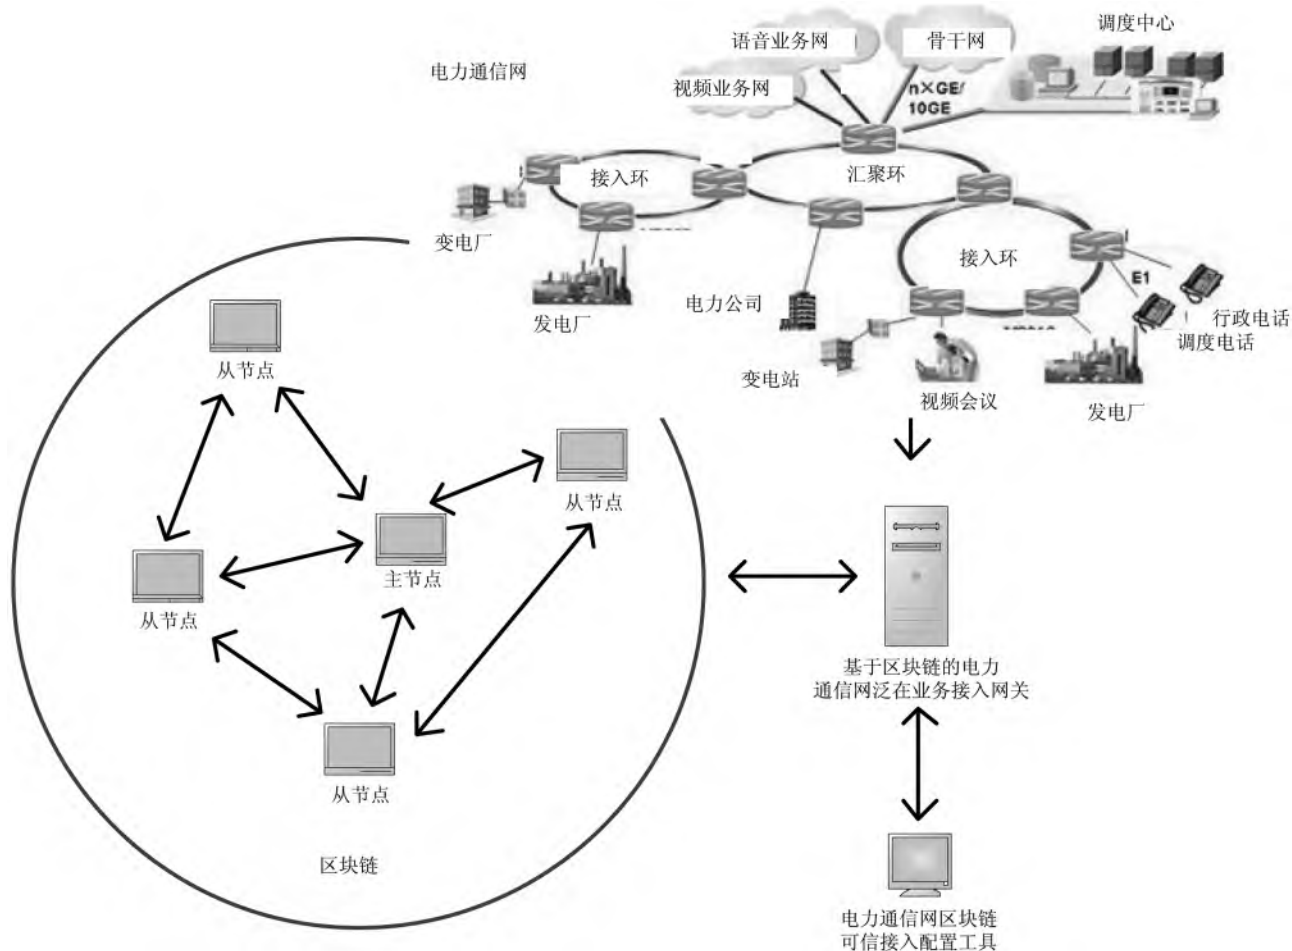 语音业务网
骨干网
调度中心
电力通信网
视频业务网
n×GE/
10GE
接入环
汇聚环
变电厂
接入环
E1
发电厂
电力公司
行政电话
调度电话
变电站
视频会议
发电厂
从节点
从节点
主节点
从节点
从节点
区块链
基于区块链的电力
通信网泛在业务接入网关
电力通信网区块链
可信接入配置工具